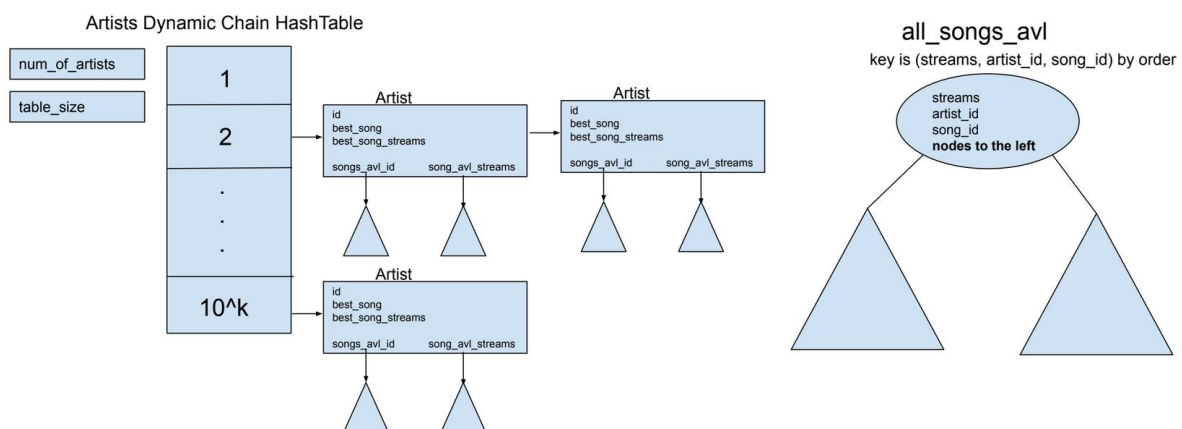 Artists Dynamic Chain HashTable
num_of_artists
table_size
1
2
.
.
.
10^k
Artist
id
best_song
best_song_streams
songs_avl_id song_avl_streams
Artist
id
best_song
best_song_streams
songs_avl_id song_avl_streams
Artist
id
best_song
best_song_streams
songs_avl_id song_avl_streams
all_songs_avl
key is (streams, artist_id, song_id) by order
streams
artist_id
song_id
nodes to the left